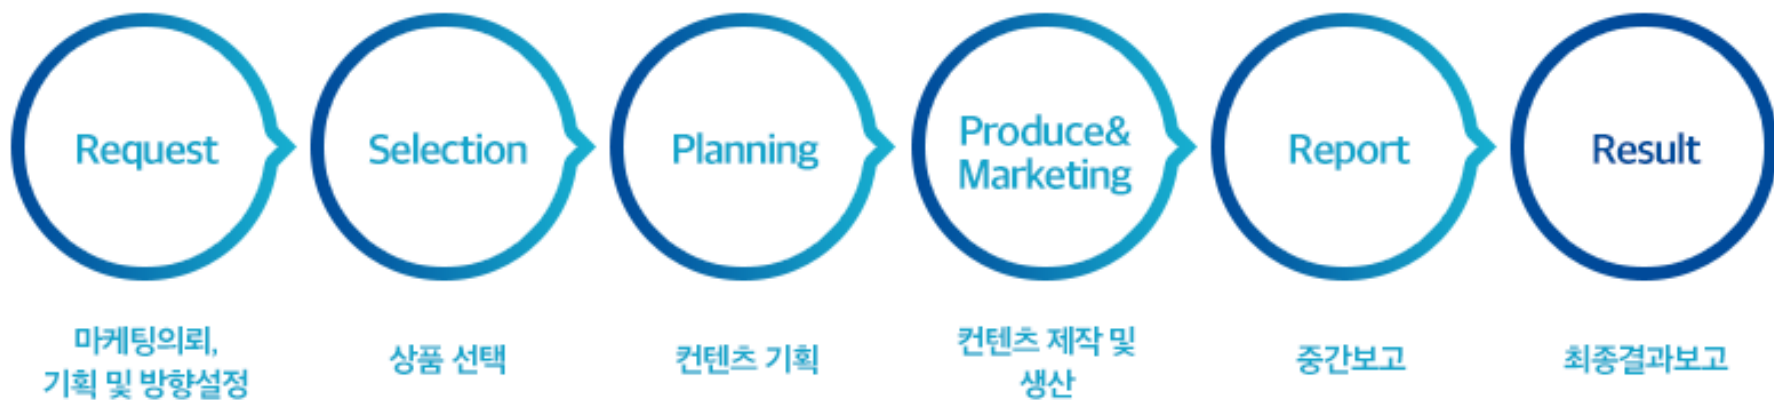 Request
Selection
Planning
Produce&
Marketing
Report
Result
마케팅의뢰,
기획 및 방향설정
상품 선택
컨텐츠 기획
컨텐츠 제작 및
생산
중간보고
최종결과보고